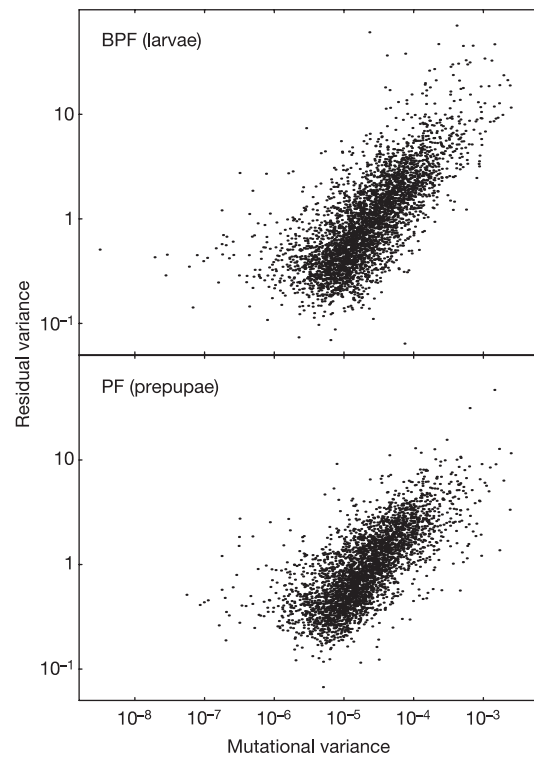 BPF (larvae)
10
1
10⁻¹
Residual variance
PF (prepupae)
10
1
10⁻¹
10⁻⁸ 10⁻⁷ 10⁻⁶ 10⁻⁵ 10⁻⁴ 10⁻³
Mutational variance